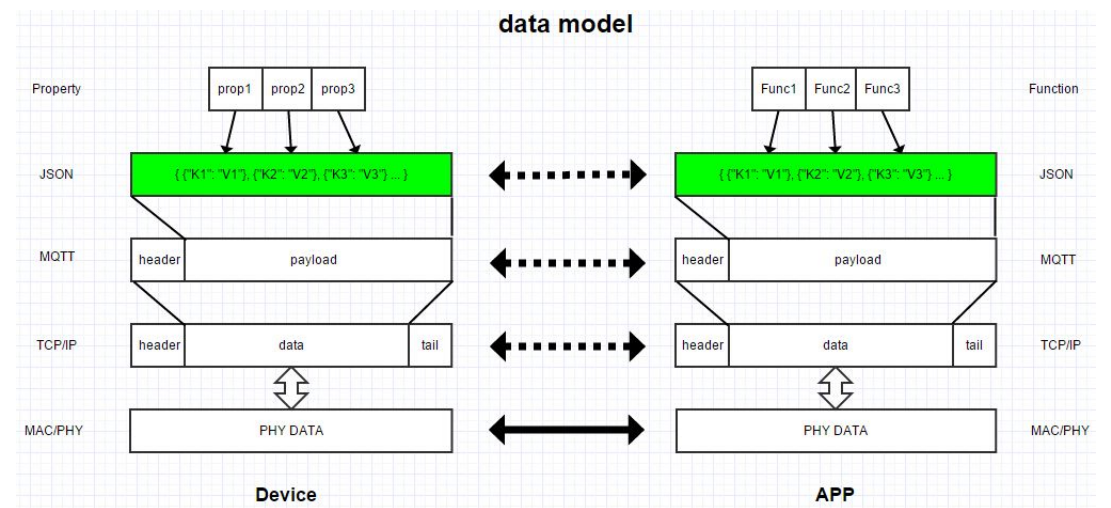 data model
Property prop1 prop2 prop3 Func1 Func2 Func3 Function
JSON { {"K1": "V1"}, {"K2": "V2"}, {"K3": "V3"} ... } { {"K1": "V1"}, {"K2": "V2"}, {"K3": "V3"} ... } JSON
MQTT header payload header payload MQTT
TCP/IP header data tail header data tail TCP/IP
MAC/PHY PHY DATA PHY DATA MAC/PHY
Device APP